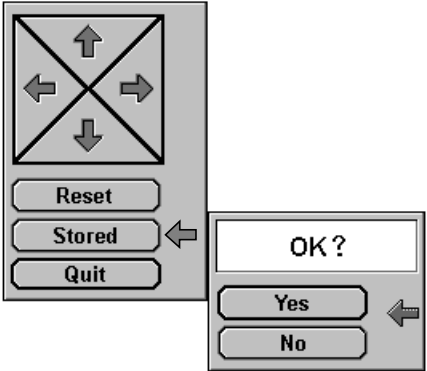 Reset
Stored
Quit
OK?
Yes
No